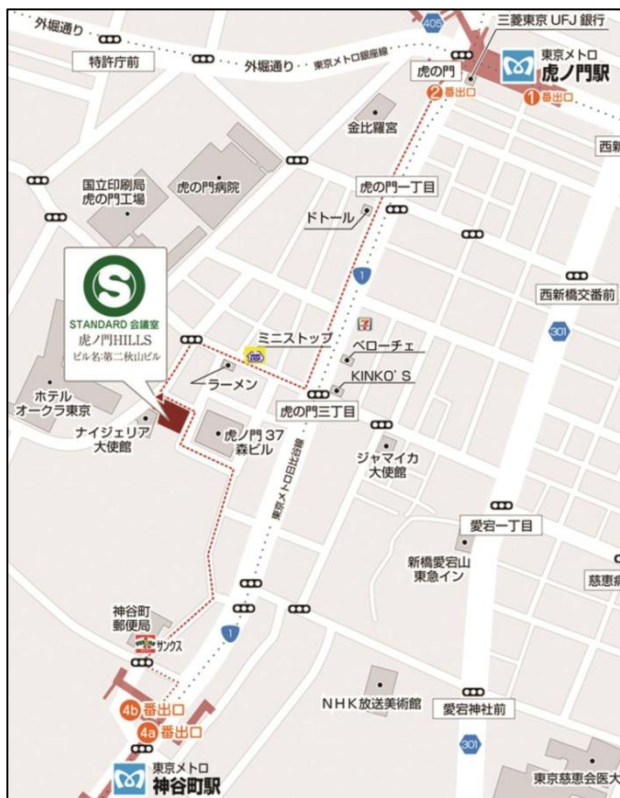 405
三菱東京UFJ銀行
外堀通り
特許庁前
外堀通り
東京メトロ銀座線
虎の門
東京メトロ
虎ノ門駅
2番出口
1番出口
西新
金比羅宮
国立印刷局
虎の門工場
虎の門病院
虎の門一丁目
ドトール
1
西新橋交差前
301
S
STANDARD 会議室
虎ノ門HILLS
ビル名:第二秋山ビル
ミニストップ
7
ベローチェ
KINKO'S
ラーメン
虎の門三丁目
ホテル
オークラ東京
ナイジェリア
大使館
虎ノ門37
森ビル
ジャマイカ
大使館
東京メトロ日比谷線
愛宕一丁目
新橋愛宕山
東急イン
慈恵病
神谷町
郵便局
サンクス
1
4b番出口
4a番出口
NHK放送美術館
愛宕神社前
301
東京メトロ
神谷町駅
東京慈恵会医大